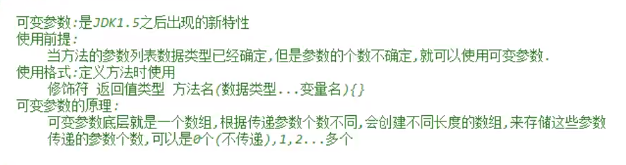 可变参数:是JDK1.5之后出现的新特性
使用前提:
当方法的参数列表数据类型已经确定,但是参数的个数不确定,就可以使用可变参数.
使用格式:定义方法时使用
修饰符 返回值类型 方法名(数据类型...变量名){}
可变参数的原理:
可变参数底层就是一个数组,根据传递参数个数不同,会创建不同长度的数组,来存储这些参数
传递的参数个数,可以是0个(不传递),1,2...多个